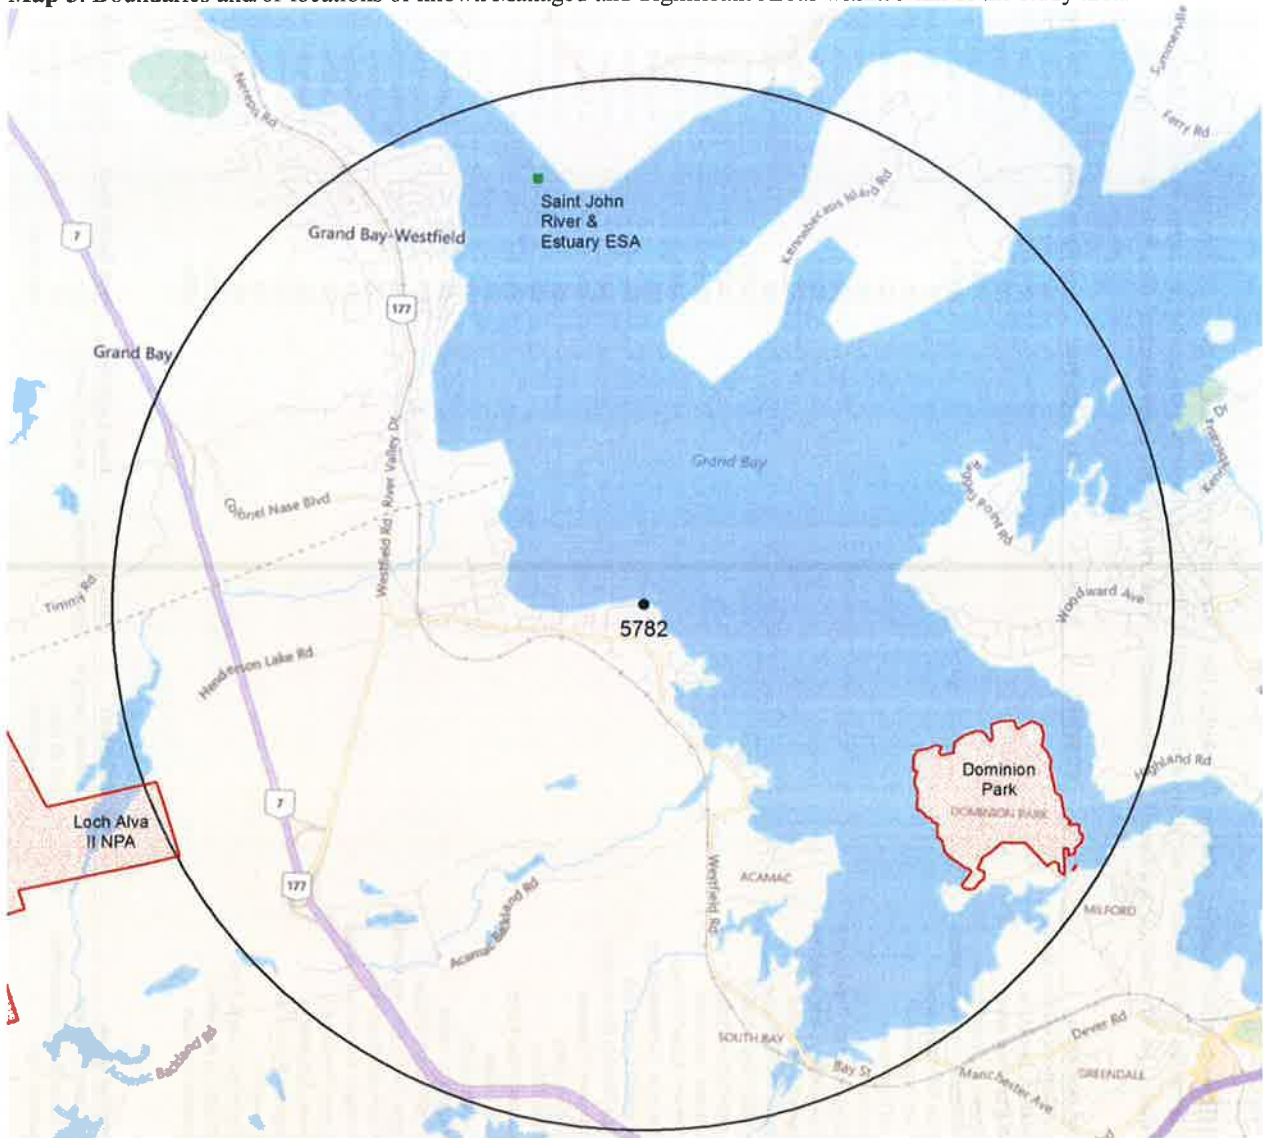 Summerville
Ferry Rd
Nerepis Rd
Kennebecasis Island Rd
Saint John
River &
Estuary ESA
7
Grand Bay-Westfield
177
Grand Bay
Westfield Rd
River Valley Dr
Grand Bay
Colonel Nase Blvd
Woodward Ave
Timmy Rd
5782
Henderson Lake Rd
Highland Rd
Dominion
Park
DOMINION PARK
7
Loch Alva
II NPA
177
Westfield Rd
ACAMAC
MILFORD
Acamac Backland Rd
SOUTH BAY
Dever Rd
Bay St
Manchester Ave
GREENDALE
Acamac Backland Rd